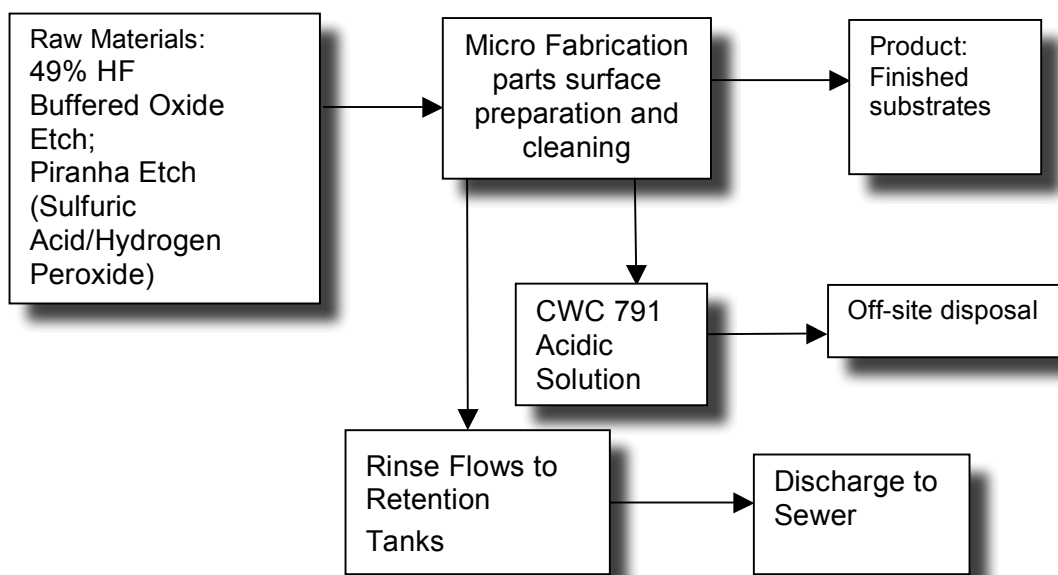 Raw Materials:
49% HF
Buffered Oxide
Etch;
Piranha Etch
(Sulfuric
Acid/Hydrogen
Peroxide)
Micro Fabrication
parts surface
preparation and
cleaning
Product:
Finished
substrates
CWC 791
Acidic
Solution
Off-site disposal
Rinse Flows to
Retention
Tanks
Discharge to
Sewer